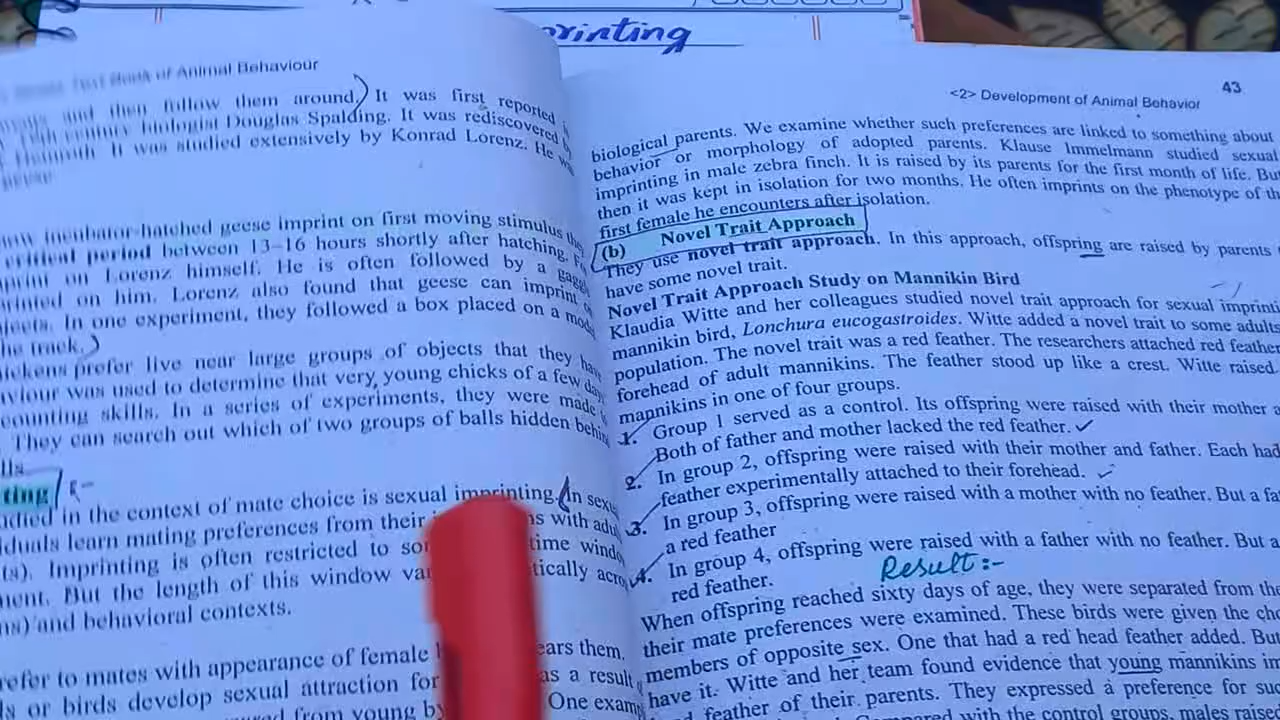 rinting
Text Book of Animal Behaviour
and then follow them around) It was first reported
century biologist Douglas Spalding. It was rediscovered
It was studied extensively by Konrad Lorenz. He
geese
incubator-hatched geese imprint on first moving stimulus
critical period between 13–16 hours shortly after hatching.
on Lorenz himself. He is often followed by a
on him. Lorenz also found that geese can imprint
In one experiment, they followed a box placed on a
track.)
prefer live near large groups of objects that they
was used to determine that very young chicks of a few
counting skills. In a series of experiments, they were made
They can search out which of two groups of balls hidden
ting
in the context of mate choice is sexual imprinting. In
learn mating preferences from their with
Imprinting is often restricted to time
But the length of this window
and behavioral contexts.
to mates with appearance of female them.
or birds develop sexual attraction for as a result
from young by One
<2> Development of Animal Behavior 43
biological parents. We examine whether such preferences are linked to something about
behavior or morphology of adopted parents. Klause Immelmann studied sexual
imprinting in male zebra finch. It is raised by its parents for the first month of life. But
then it was kept in isolation for two months. He often imprints on the phenotype of the
first female he encounters after isolation.
(b) Novel Trait Approach
They use novel trait approach. In this approach, offspring are raised by parents
have some novel trait.
Novel Trait Approach Study on Mannikin Bird
Klaudia Witte and her colleagues studied novel trait approach for sexual
mannikin bird, Lonchura eucogastroides. Witte added a novel trait to some adults
population. The novel trait was a red feather. The researchers attached red feather
forehead of adult mannikins. The feather stood up like a crest. Witte raised
mannikins in one of four groups.
1. Group 1 served as a control. Its offspring were raised with their mother
Both of father and mother lacked the red feather.
2. In group 2, offspring were raised with their mother and father. Each had
feather experimentally attached to their forehead.
3. In group 3, offspring were raised with a mother with no feather. But a
a red feather
4. In group 4, offspring were raised with a father with no feather. But a
red feather.
Result:-
When offspring reached sixty days of age, they were separated from
their mate preferences were examined. These birds were given the
members of opposite sex. One that had a red head feather added. But
have it. Witte and her team found evidence that young mannikins
feather of their parents. They expressed a preference for
with the control groups, males raised